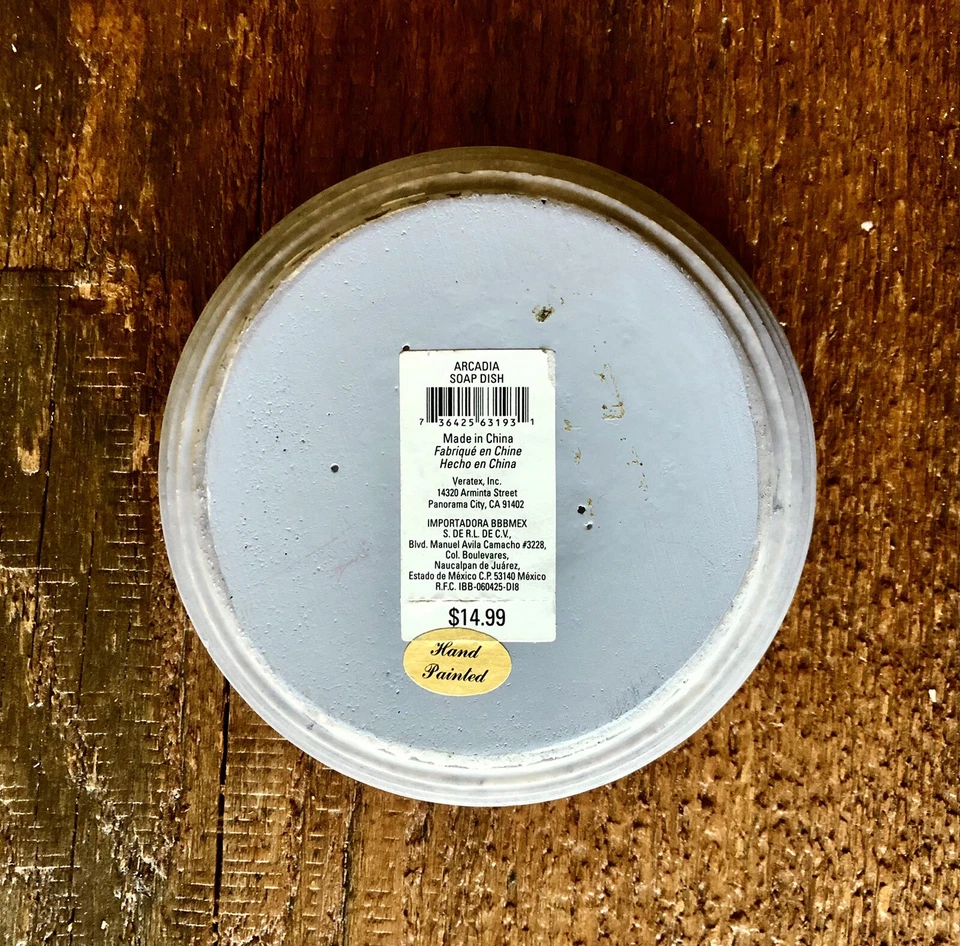 ARCADIA
SOAP DISH
7 36425 63193 1
Made in China
Fabriqué en Chine
Hecho en China
Veratex, Inc.
14320 Arminta Street
Panorama City, CA 91402
IMPORTADORA BBBMEX
S. DE R.L. DE C.V.,
Blvd. Manuel Avila Camacho #3228,
Col. Boulevares,
Naucalpan de Juárez,
Estado de México C.P. 53140 México
R.F.C. IBB-060425-DI8
$14.99
Hand
Painted